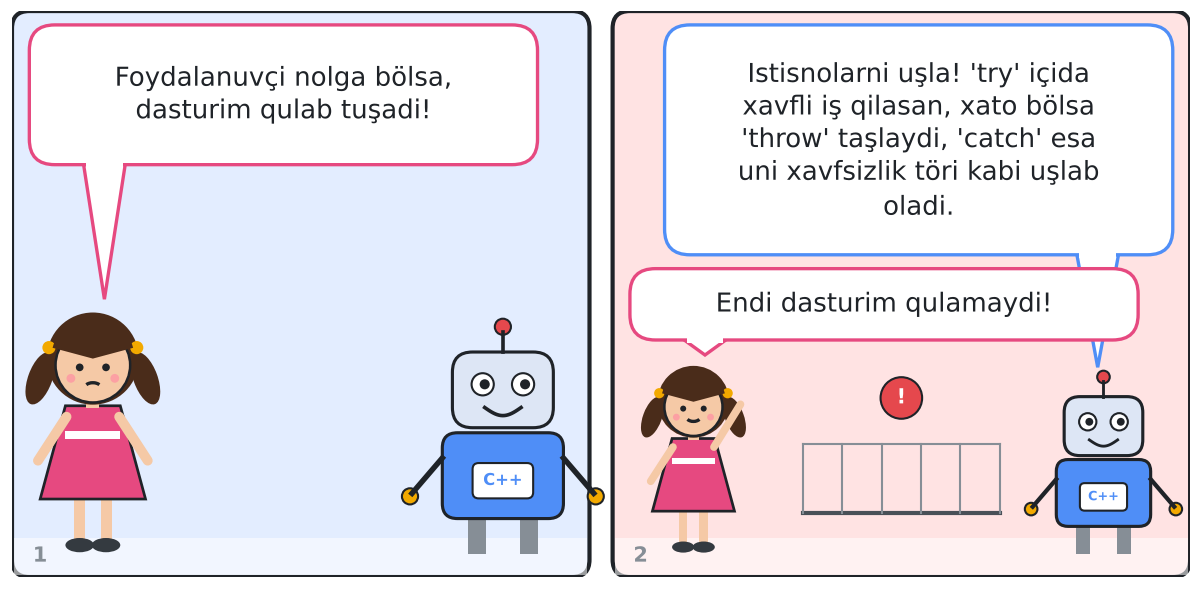 Foydalanuvçi nolga bölsa,
dasturim qulab tuşadi!
C++
1
Istisnolarni uşla! 'try' içida
xavfli iş qilasan, xato bölsa
'throw' taşlaydi, 'catch' esa
uni xavfsizlik töri kabi uşlab
oladi.
Endi dasturim qulamaydi!
!
C++
2